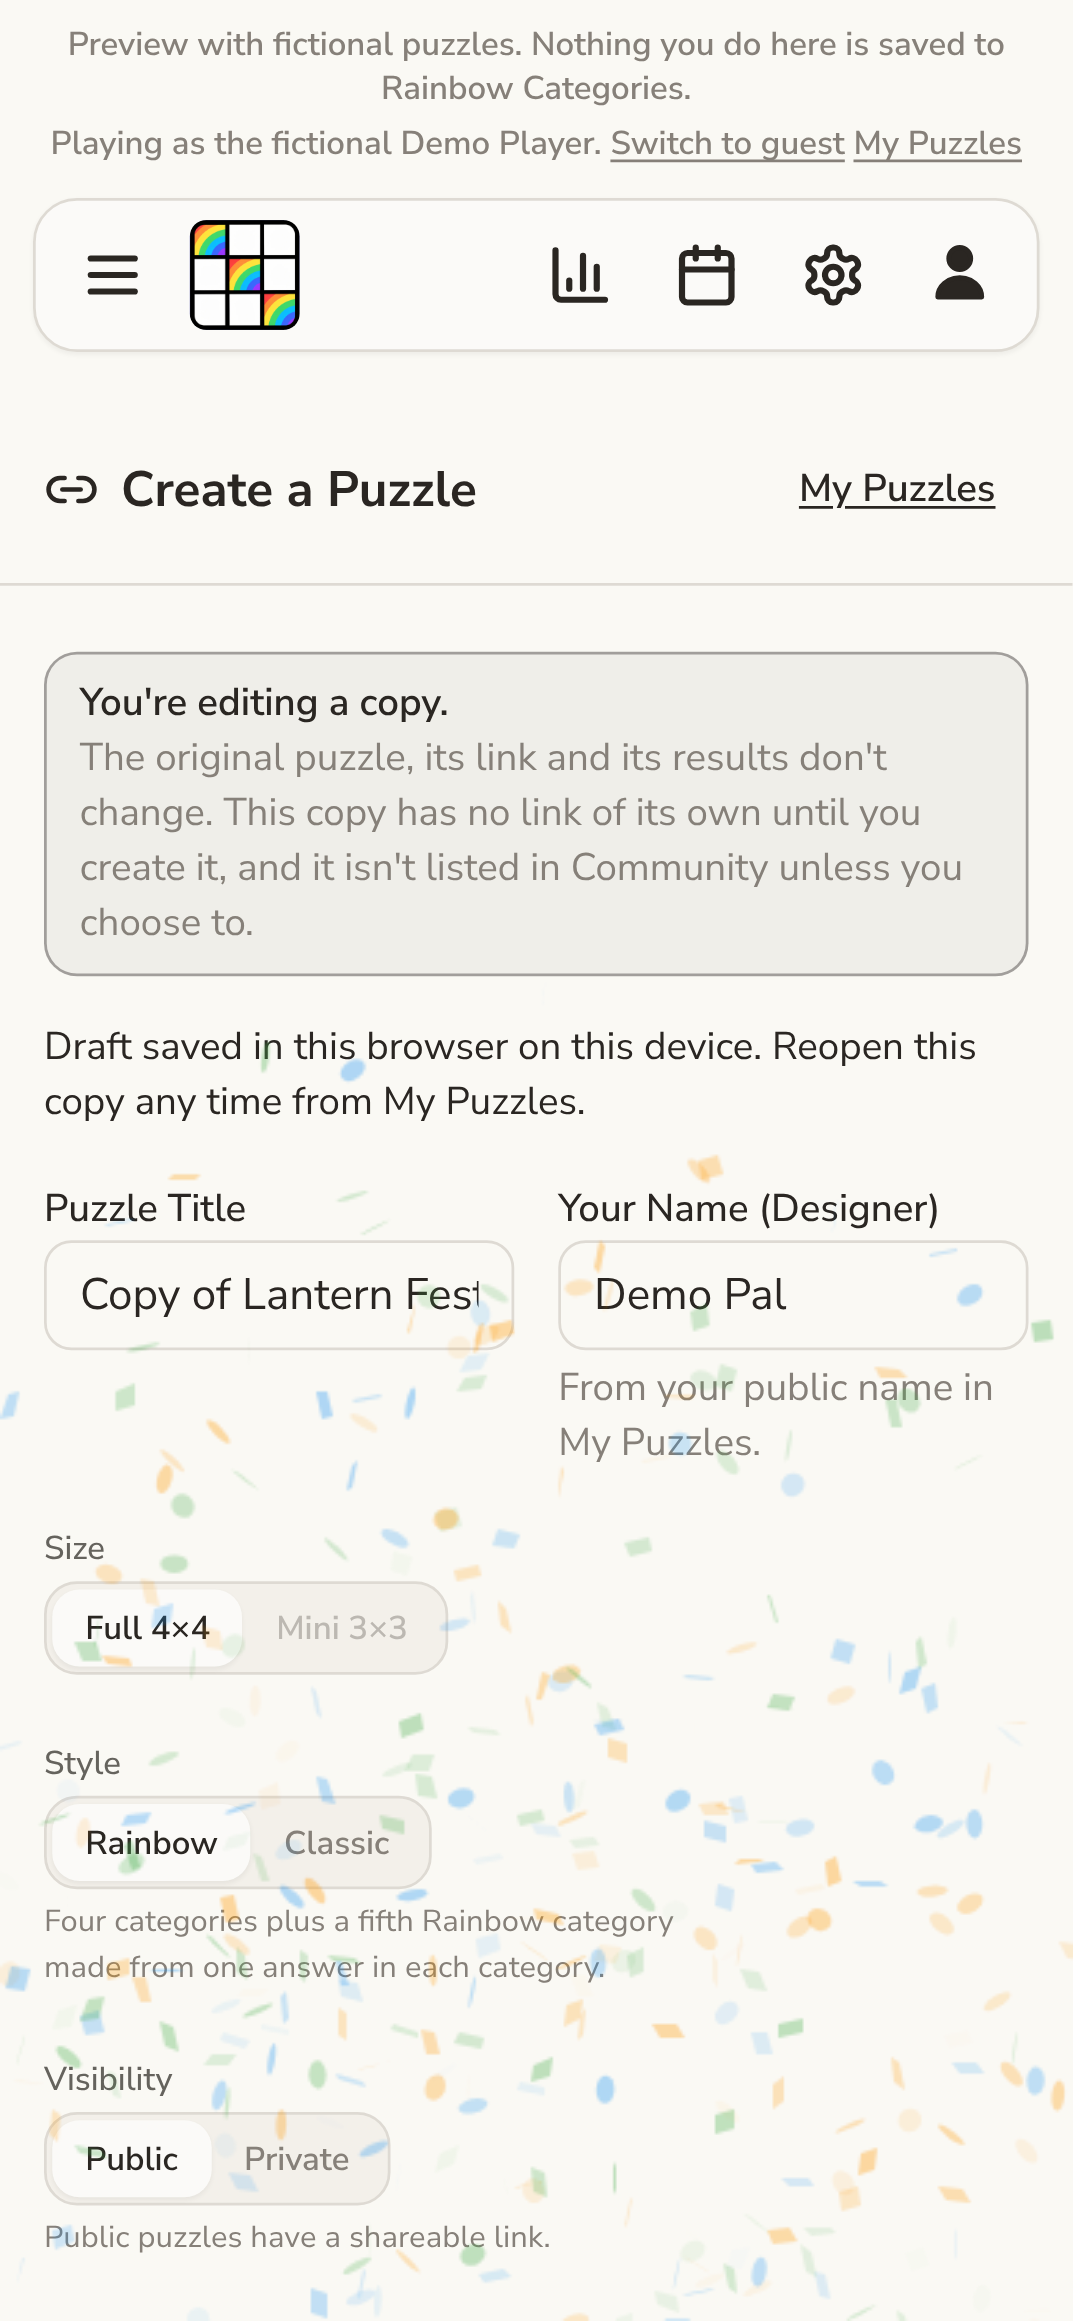 Preview with fictional puzzles. Nothing you do here is saved to
Rainbow Categories.
Playing as the fictional Demo Player. Switch to guest My Puzzles
Create a Puzzle
My Puzzles
You're editing a copy.
The original puzzle, its link and its results don't
change. This copy has no link of its own until you
create it, and it isn't listed in Community unless you
choose to.
Draft saved in this browser on this device. Reopen this
copy any time from My Puzzles.
Puzzle Title
Copy of Lantern Fest
Your Name (Designer)
Demo Pal
From your public name in
My Puzzles.
Size
Full 4×4 Mini 3×3
Style
Rainbow Classic
Four categories plus a fifth Rainbow category
made from one answer in each category.
Visibility
Public Private
Public puzzles have a shareable link.